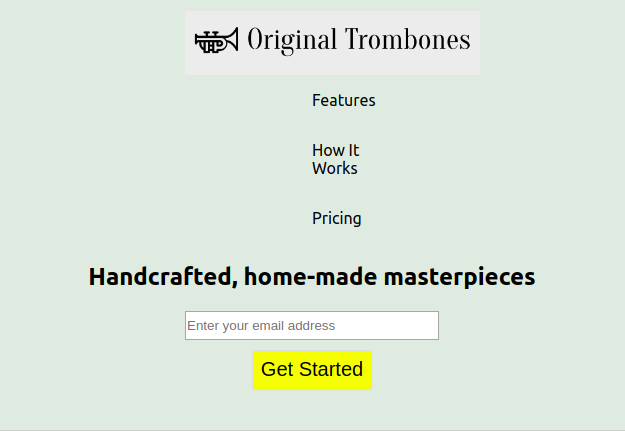 Original Trombones
Features
How It
Works
Pricing
Handcrafted, home-made masterpieces
Enter your email address
Get Started